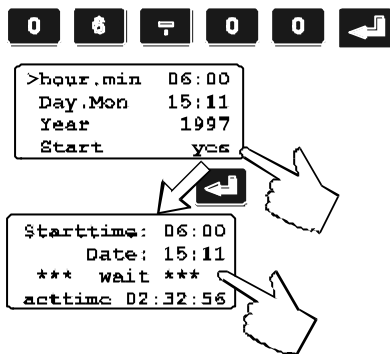 0 6 - 0 0
>hour.min 06:00
Day.Mon 15:11
Year 1997
Start yes
Starttime: 06:00
Date: 15:11
*** wait ***
acttime 02:32:56